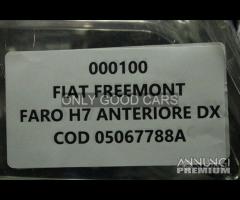 000100
ONLY GOOD CARS
FIAT FREEMONT
FARO H7 ANTERIORE DX
COD 05067788A
ANNUNCI
PREMIUM